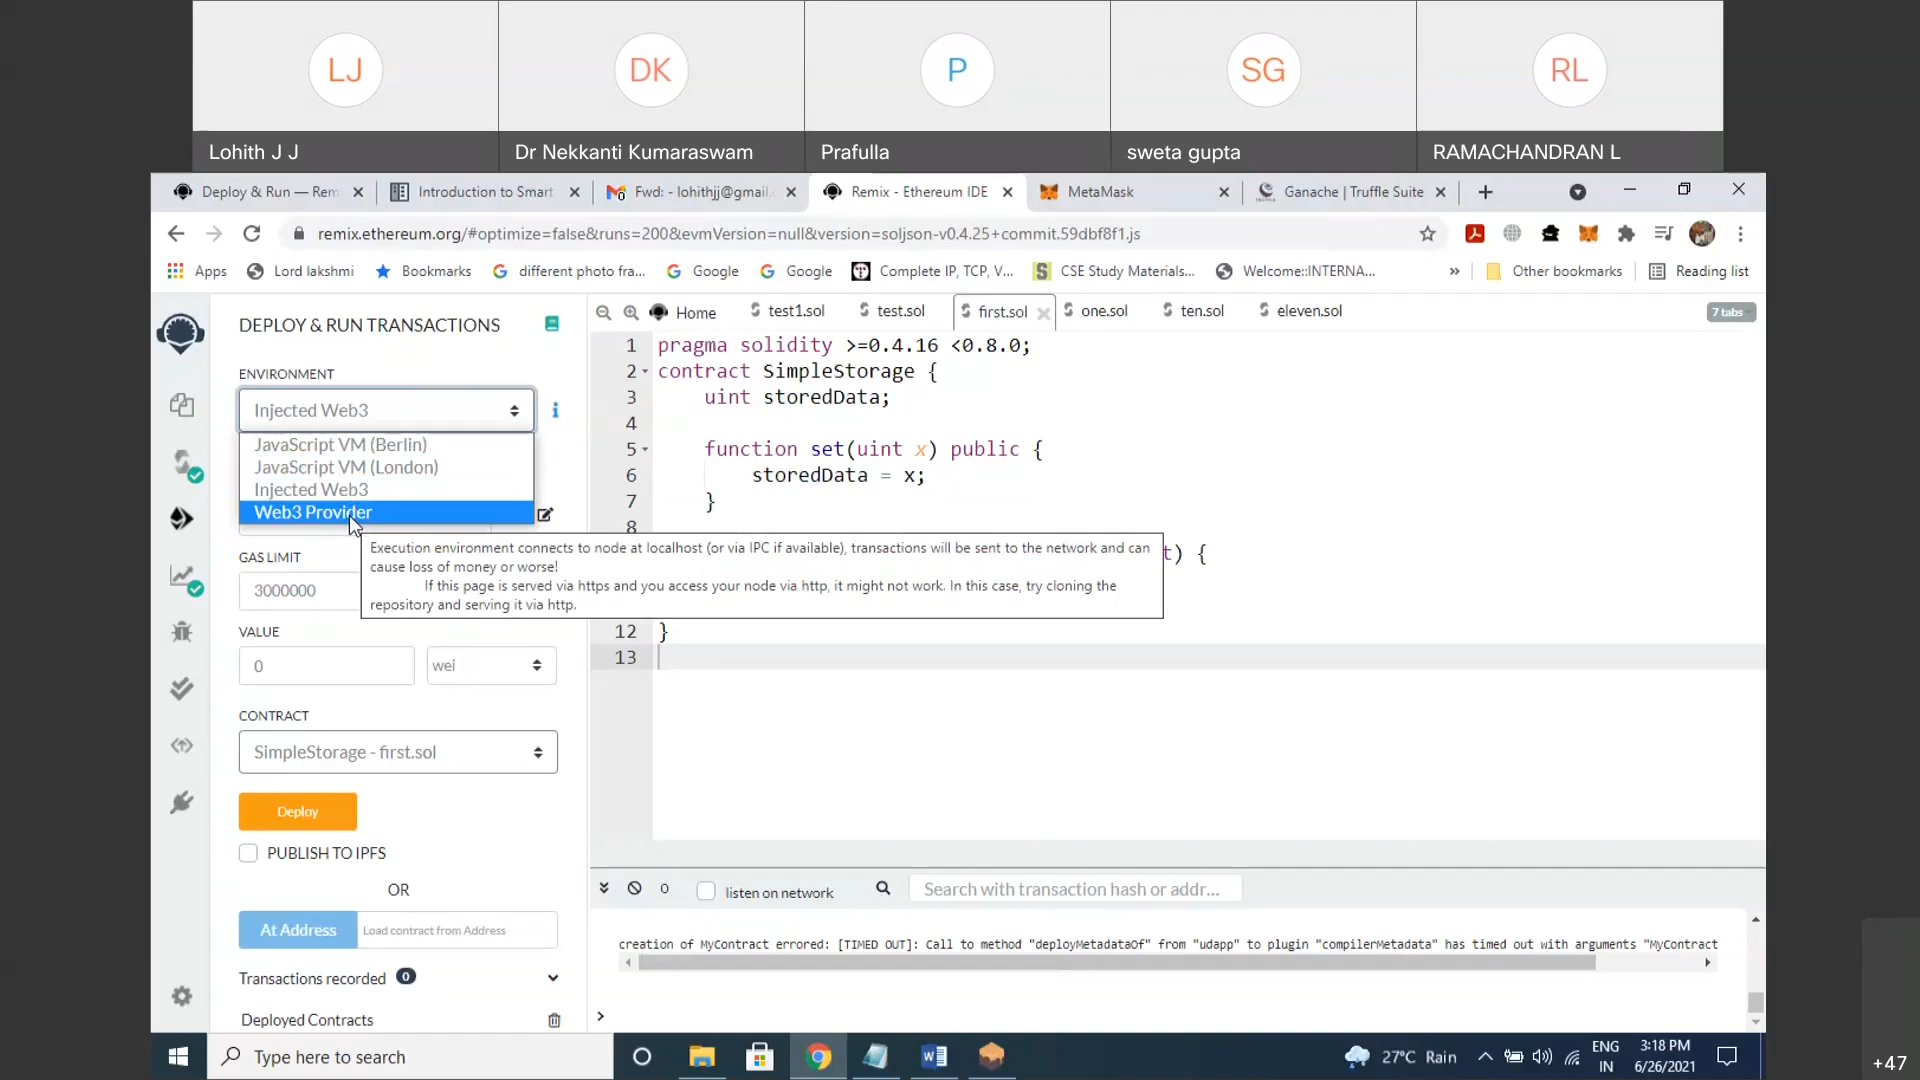 LJ
DK
P
SG
RL
Lohith J J
Dr Nekkanti Kumaraswam
Prafulla
sweta gupta
RAMACHANDRAN L
Deploy & Run — Rem
Introduction to Smart
Fwd: - lohithjj@gmail.
Remix - Ethereum IDE
MetaMask
Ganache | Truffle Suite
remix.ethereum.org/#optimize=false&runs=200&evmVersion=null&version=soljson-v0.4.25+commit.59dbf8f1.js
Apps
Lord lakshmi
Bookmarks
different photo fra...
Google
Google
Complete IP, TCP, V...
CSE Study Materials...
Welcome::INTERNA...
»
Other bookmarks
Reading list
DEPLOY & RUN TRANSACTIONS
Home
test1.sol
test.sol
first.sol
one.sol
ten.sol
eleven.sol
7 tabs
ENVIRONMENT
Injected Web3
JavaScript VM (Berlin)
JavaScript VM (London)
Injected Web3
Web3 Provider
Execution environment connects to node at localhost (or via IPC if available), transactions will be sent to the network and can
cause loss of money or worse!
If this page is served via https and you access your node via http, it might not work. In this case, try cloning the
repository and serving it via http.
GAS LIMIT
3000000
VALUE
0
wei
CONTRACT
SimpleStorage - first.sol
Deploy
PUBLISH TO IPFS
OR
At Address
Load contract from Address
Transactions recorded 0
Deployed Contracts
1 pragma solidity >=0.4.16 <0.8.0;
2 contract SimpleStorage {
3 uint storedData;
4
5 function set(uint x) public {
6 storedData = x;
7 }
8
t) {
12 }
13
0
listen on network
Search with transaction hash or addr...
creation of MyContract errored: [TIMED OUT]: Call to method "deployMetadataOf" from "udapp" to plugin "compilerMetadata" has timed out with arguments "MyContract
>
Type here to search
27°C Rain
ENG
IN
3:18 PM
6/26/2021
+47